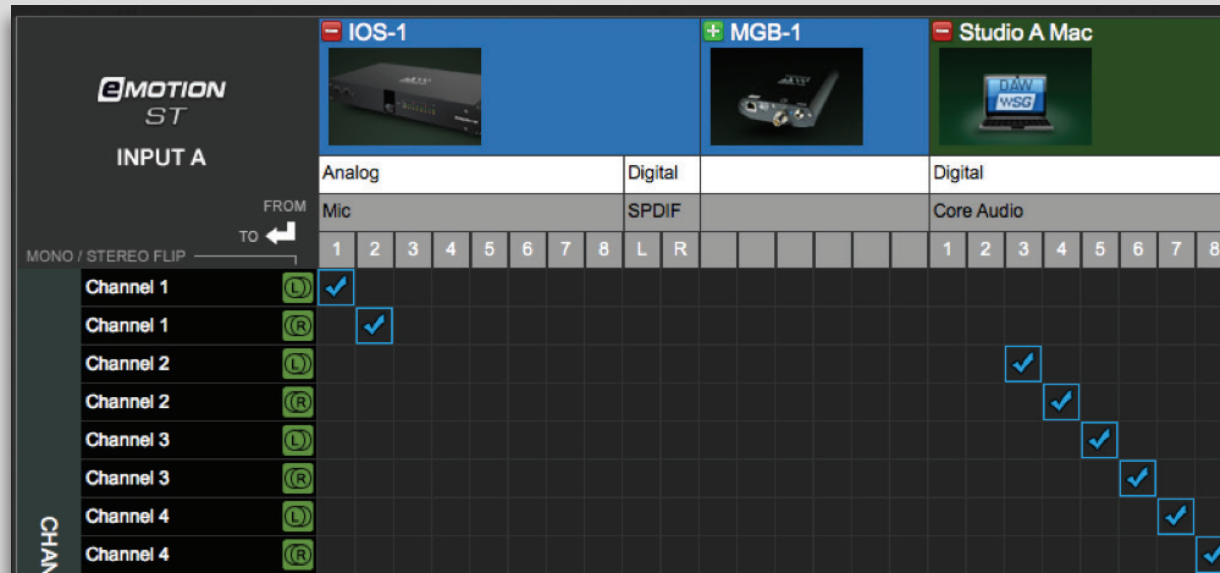 IOS-1
MGB-1
Studio A Mac
eMOTION
ST
INPUT A
DAW
WSG
Analog
Digital
Digital
FROM
Mic
SPDIF
Core Audio
TO
1 2 3 4 5 6 7 8 L R 1 2 3 4 5 6 7 8
MONO / STEREO FLIP
Channel 1 L
Channel 1 R
Channel 2 L
Channel 2 R
Channel 3 L
Channel 3 R
Channel 4 L
Channel 4 R
CHAN